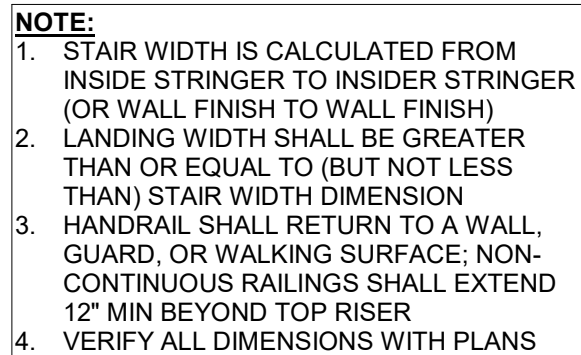 NOTE:
1. STAIR WIDTH IS CALCULATED FROM
INSIDE STRINGER TO INSIDER STRINGER
(OR WALL FINISH TO WALL FINISH)
2. LANDING WIDTH SHALL BE GREATER
THAN OR EQUAL TO (BUT NOT LESS
THAN) STAIR WIDTH DIMENSION
3. HANDRAIL SHALL RETURN TO A WALL,
GUARD, OR WALKING SURFACE; NON-
CONTINUOUS RAILINGS SHALL EXTEND
12" MIN BEYOND TOP RISER
4. VERIFY ALL DIMENSIONS WITH PLANS